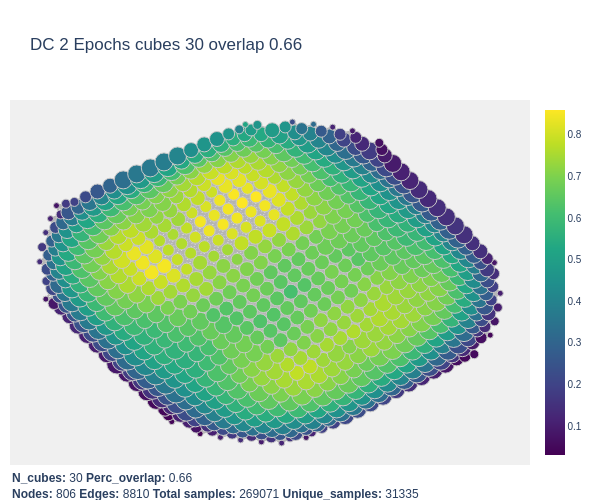 DC 2 Epochs cubes 30 overlap 0.66
0.8
0.7
0.6
0.5
0.4
0.3
0.2
0.1
N_cubes: 30 Perc_overlap: 0.66
Nodes: 806 Edges: 8810 Total samples: 269071 Unique_samples: 31335